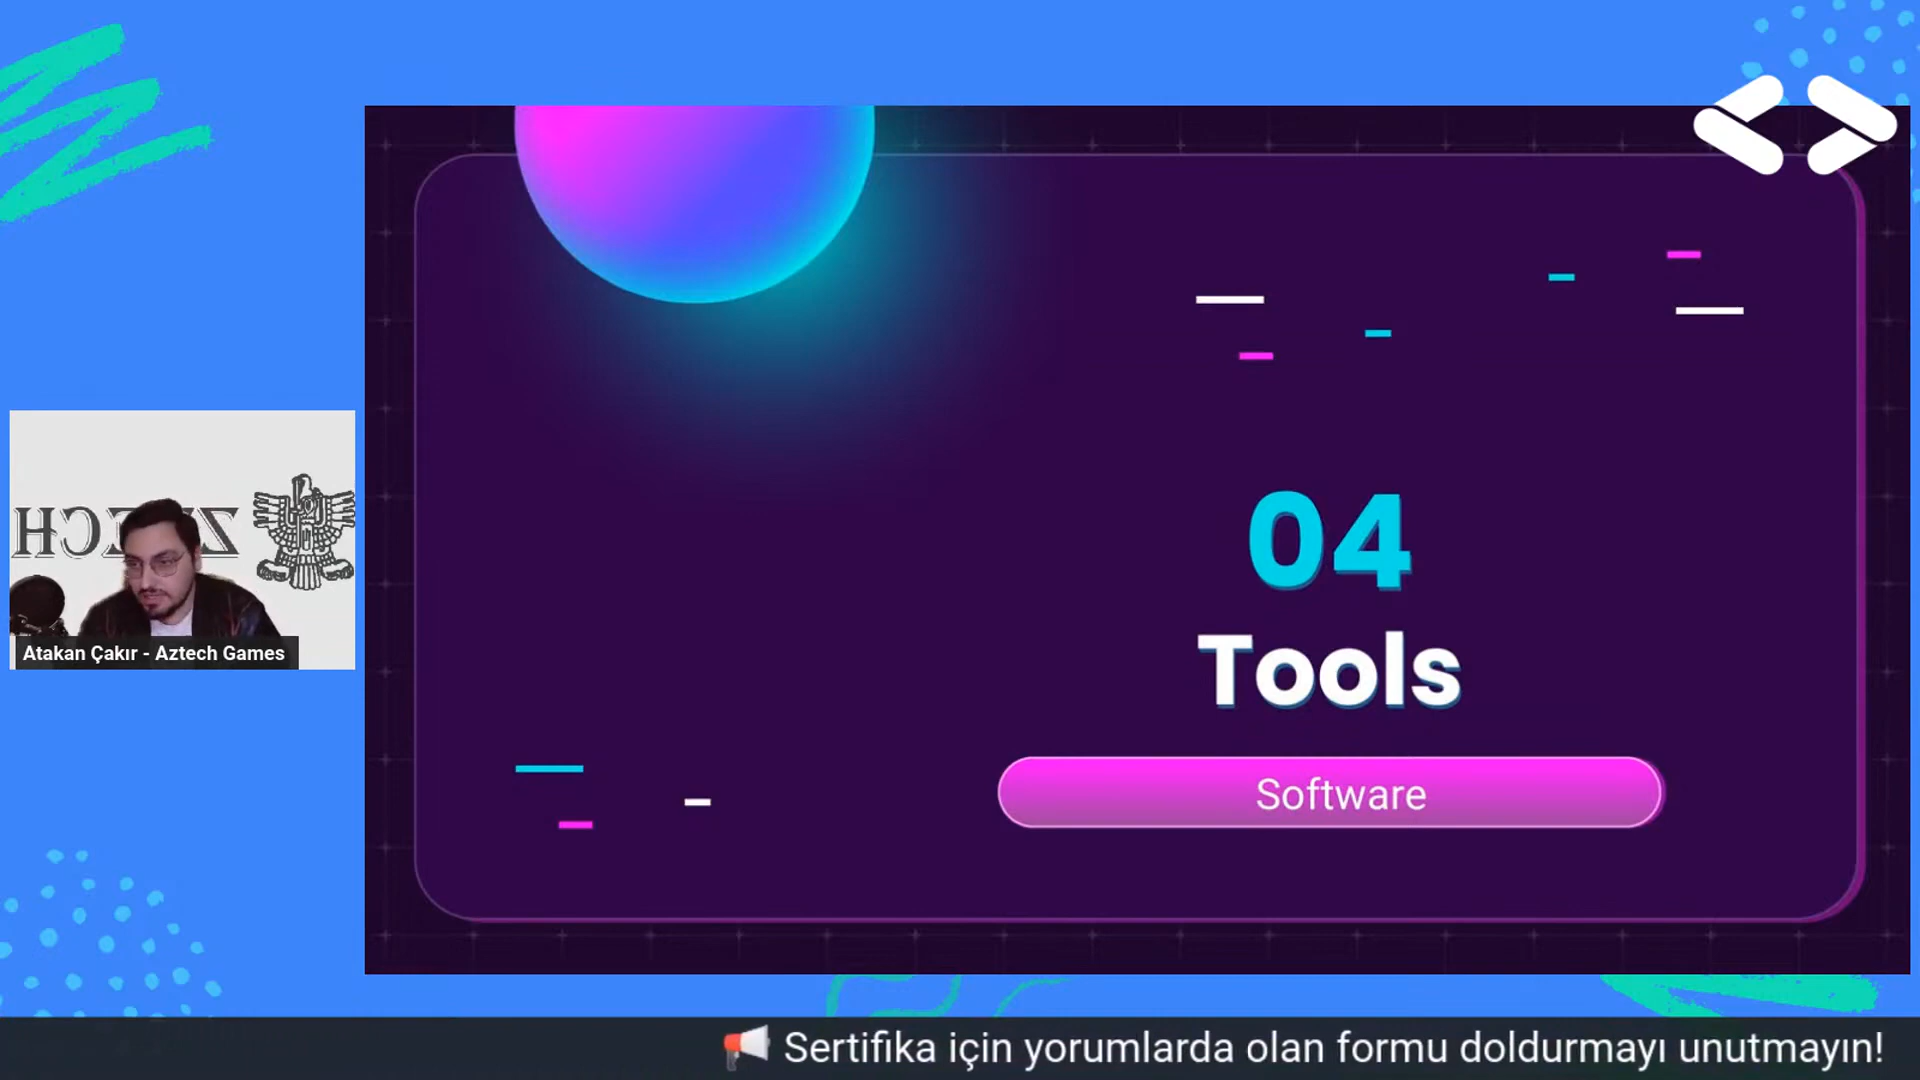 04
Tools
Software
Atakan Çakır - Aztech Games
Sertifika için yorumlarda olan formu doldurmayı unutmayın!